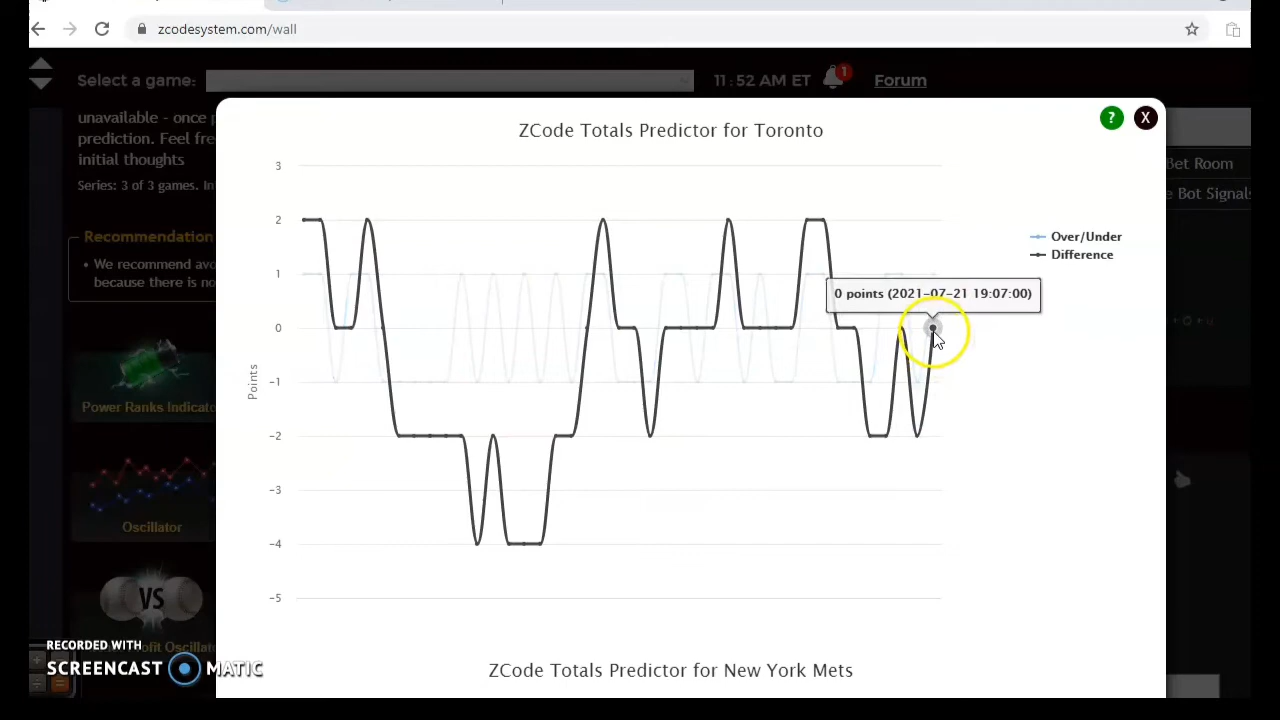 zcodesystem.com/wall
Select a game:
11:52 AM ET
1
Forum
unavailable - once
prediction. Feel fre
initial thoughts
Series: 3 of 3 games. In
Bet Room
Bot Signals
Recommendation
• We recommend avo
because there is no
Power Ranks Indicato
Oscillator
VS
ofit Oscillat
? X
ZCode Totals Predictor for Toronto
3
2
1
0
-1
-2
-3
-4
-5
Points
Over/Under
Difference
0 points (2021-07-21 19:07:00)
ZCode Totals Predictor for New York Mets
RECORDED WITH
SCREENCAST MATIC